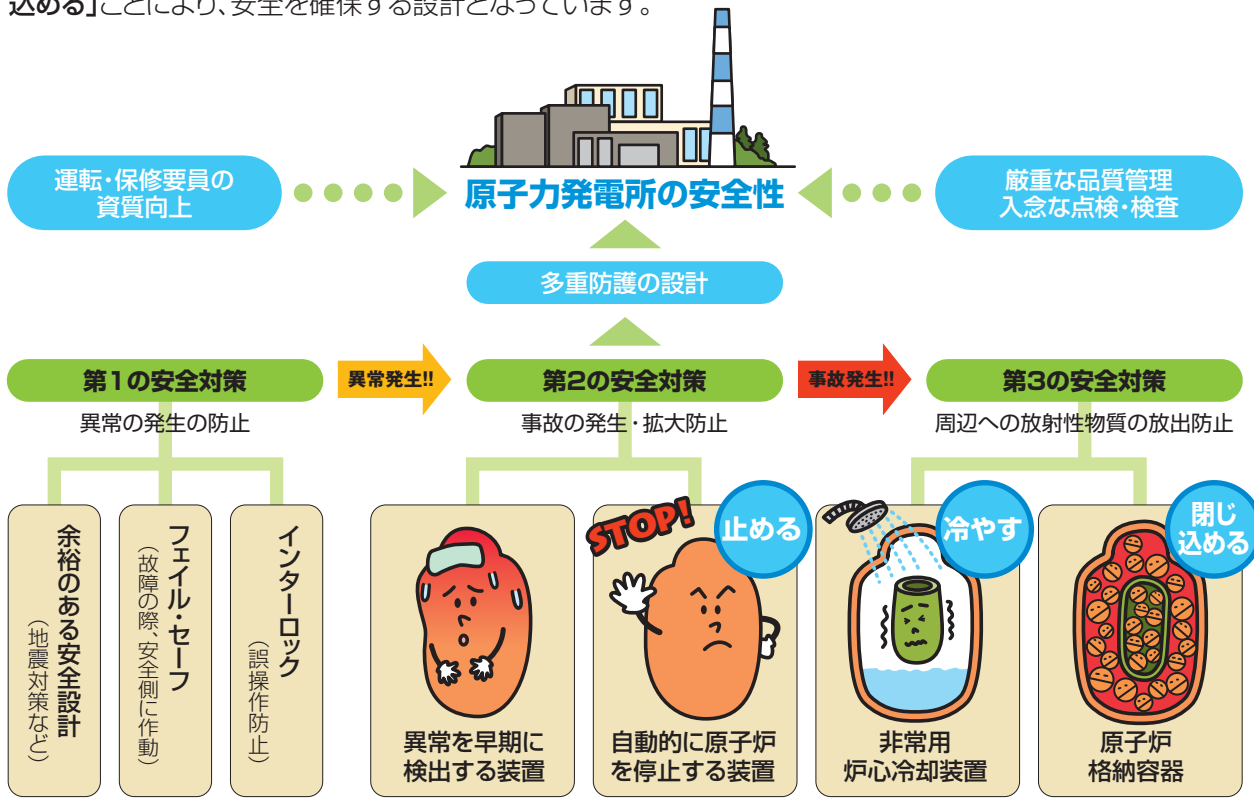 込める」ことにより、安全を確保する設計となっています。
運転・保修要員の
資質向上
原子力発電所の安全性
厳重な品質管理
入念な点検・検査
多重防護の設計
第1の安全対策
異常発生!!
第2の安全対策
事故発生!!
第3の安全対策
異常の発生の防止
事故の発生・拡大防止
周辺への放射性物質の放出防止
余裕のある安全設計
（地震対策など）
フェイル・セーフ
（故障の際、安全側に作動）
インターロック
（誤操作防止）
異常を早期に
検出する装置
STOP!
止める
自動的に原子炉
を停止する装置
冷やす
非常用
炉心冷却装置
閉じ
込める
原子炉
格納容器